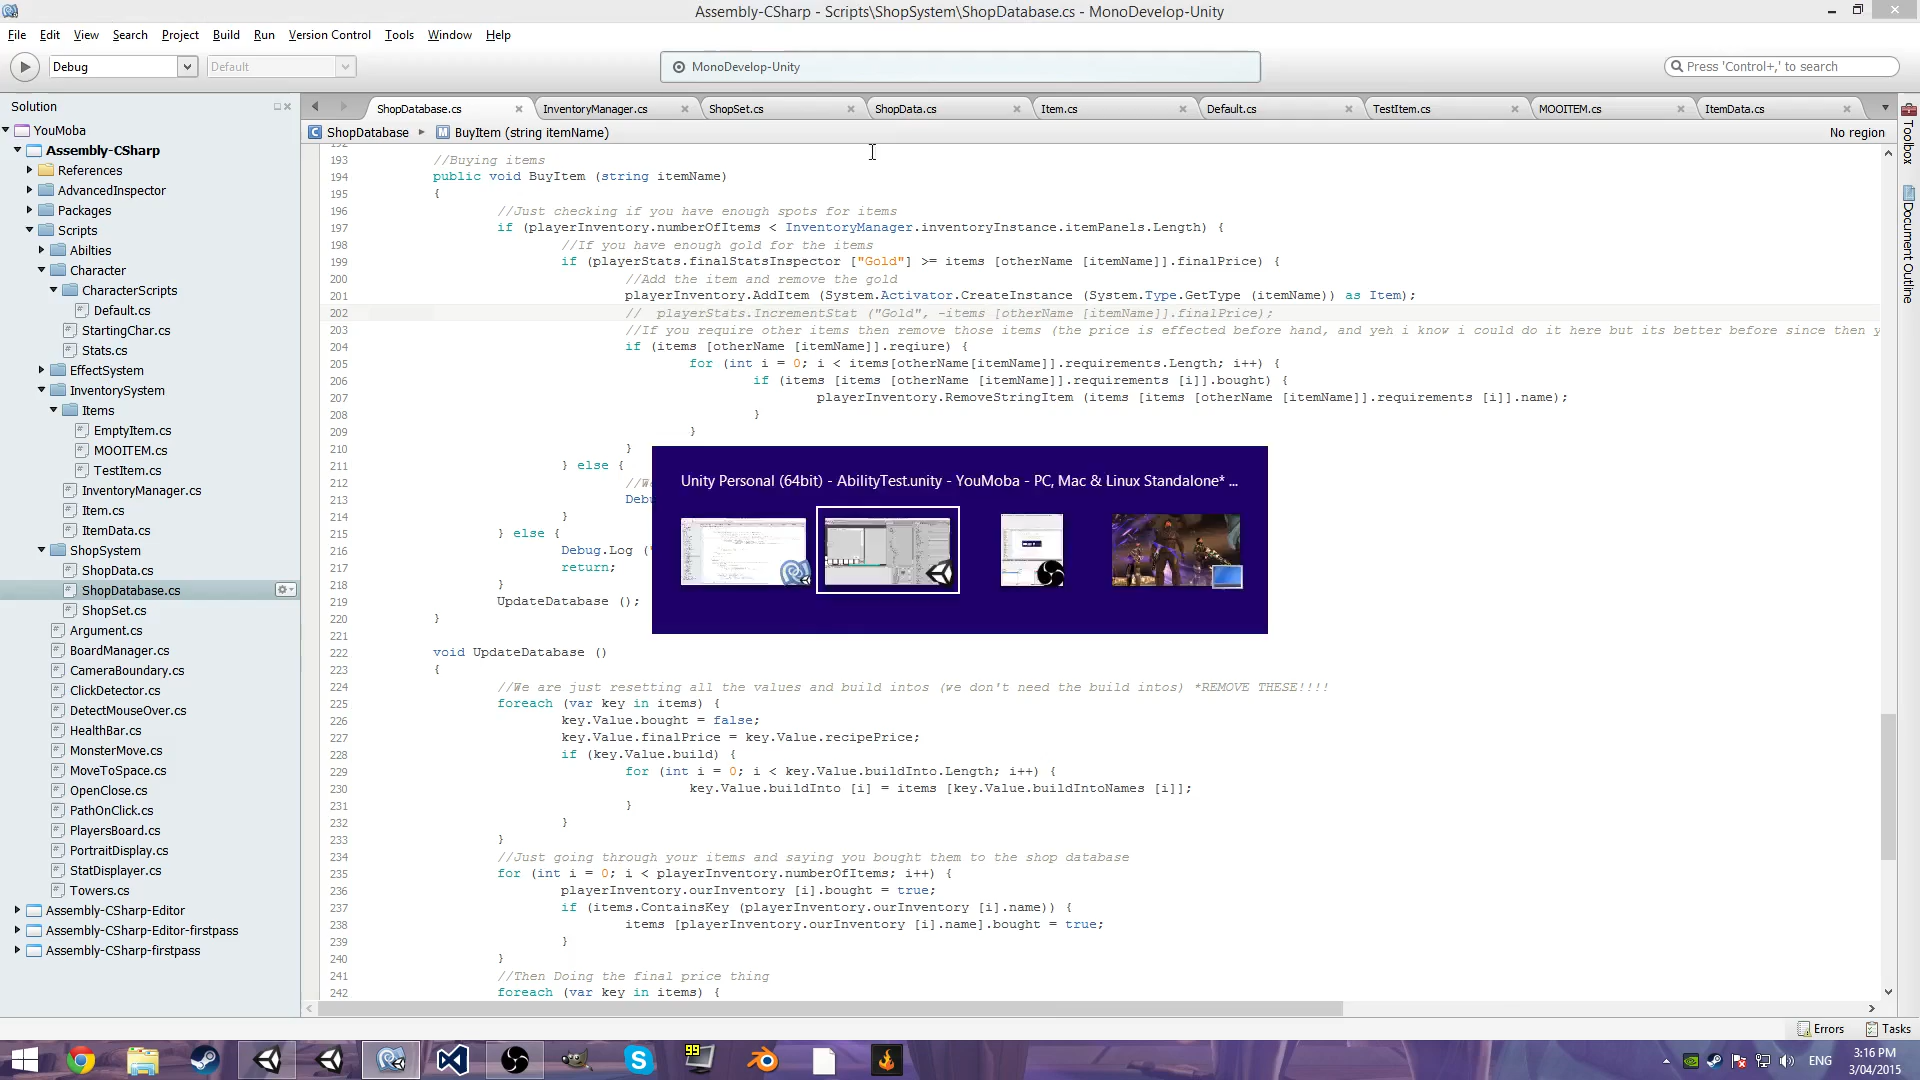 Assembly-CSharp - Scripts\ShopSystem\ShopDatabase.cs - MonoDevelop-Unity
File Edit View Search Project Build Run Version Control Tools Window Help
Debug Default MonoDevelop-Unity Press 'Control+,' to search
Solution
YouMoba
Assembly-CSharp
References
AdvancedInspector
Packages
Scripts
Abilties
Character
CharacterScripts
Default.cs
StartingChar.cs
Stats.cs
EffectSystem
InventorySystem
Items
EmptyItem.cs
MOOITEM.cs
TestItem.cs
InventoryManager.cs
Item.cs
ItemData.cs
ShopSystem
ShopData.cs
ShopDatabase.cs
ShopSet.cs
Argument.cs
BoardManager.cs
CameraBoundary.cs
ClickDetector.cs
DetectMouseOver.cs
HealthBar.cs
MonsterMove.cs
MoveToSpace.cs
OpenClose.cs
PathOnClick.cs
PlayersBoard.cs
PortraitDisplay.cs
StatDisplayer.cs
Towers.cs
Assembly-CSharp-Editor
Assembly-CSharp-Editor-firstpass
Assembly-CSharp-firstpass
ShopDatabase.cs InventoryManager.cs ShopSet.cs ShopData.cs Item.cs Default.cs TestItem.cs MOOITEM.cs ItemData.cs
ShopDatabase BuyItem (string itemName) No region
193 //Buying items
194 public void BuyItem (string itemName)
195 {
196 //Just checking if you have enough spots for items
197 if (playerInventory.numberOfItems < InventoryManager.inventoryInstance.itemPanels.Length) {
198 //If you have enough gold for the items
199 if (playerStats.finalStatsInspector ["Gold"] >= items [otherName [itemName]].finalPrice) {
200 //Add the item and remove the gold
201 playerInventory.AddItem (System.Activator.CreateInstance (System.Type.GetType (itemName)) as Item);
202 // playerStats.IncrementStat ("Gold", -items [otherName [itemName]].finalPrice);
203 //If you require other items then remove those items (the price is effected before hand, and yeh i know i could do it here but its better before since then y
204 if (items [otherName [itemName]].reqiure) {
205 for (int i = 0; i < items[otherName[itemName]].requirements.Length; i++) {
206 if (items [items [otherName [itemName]].requirements [i]].bought) {
207 playerInventory.RemoveStringItem (items [items [otherName [itemName]].requirements [i]].name);
208 }
209 }
210 }
211 } else {
212 //W
213 Deb
214 }
215 } else {
216 Debug.Log (
217 return;
218 }
219 UpdateDatabase ();
220 }
221
222 void UpdateDatabase ()
223 {
224 //We are just resetting all the values and build intos (we don't need the build intos) *REMOVE THESE!!!!
225 foreach (var key in items) {
226 key.Value.bought = false;
227 key.Value.finalPrice = key.Value.recipePrice;
228 if (key.Value.build) {
229 for (int i = 0; i < key.Value.buildInto.Length; i++) {
230 key.Value.buildInto [i] = items [key.Value.buildIntoNames [i]];
231 }
232 }
233 }
234 //Just going through your items and saying you bought them to the shop database
235 for (int i = 0; i < playerInventory.numberOfItems; i++) {
236 playerInventory.ourInventory [i].bought = true;
237 if (items.ContainsKey (playerInventory.ourInventory [i].name)) {
238 items [playerInventory.ourInventory [i].name].bought = true;
239 }
240 }
241 //Then Doing the final price thing
242 foreach (var key in items) {
Unity Personal (64bit) - AbilityTest.unity - YouMoba - PC, Mac & Linux Standalone* ...
Toolbox
Document Outline
Errors Tasks
99
ENG
3:16 PM
3/04/2015